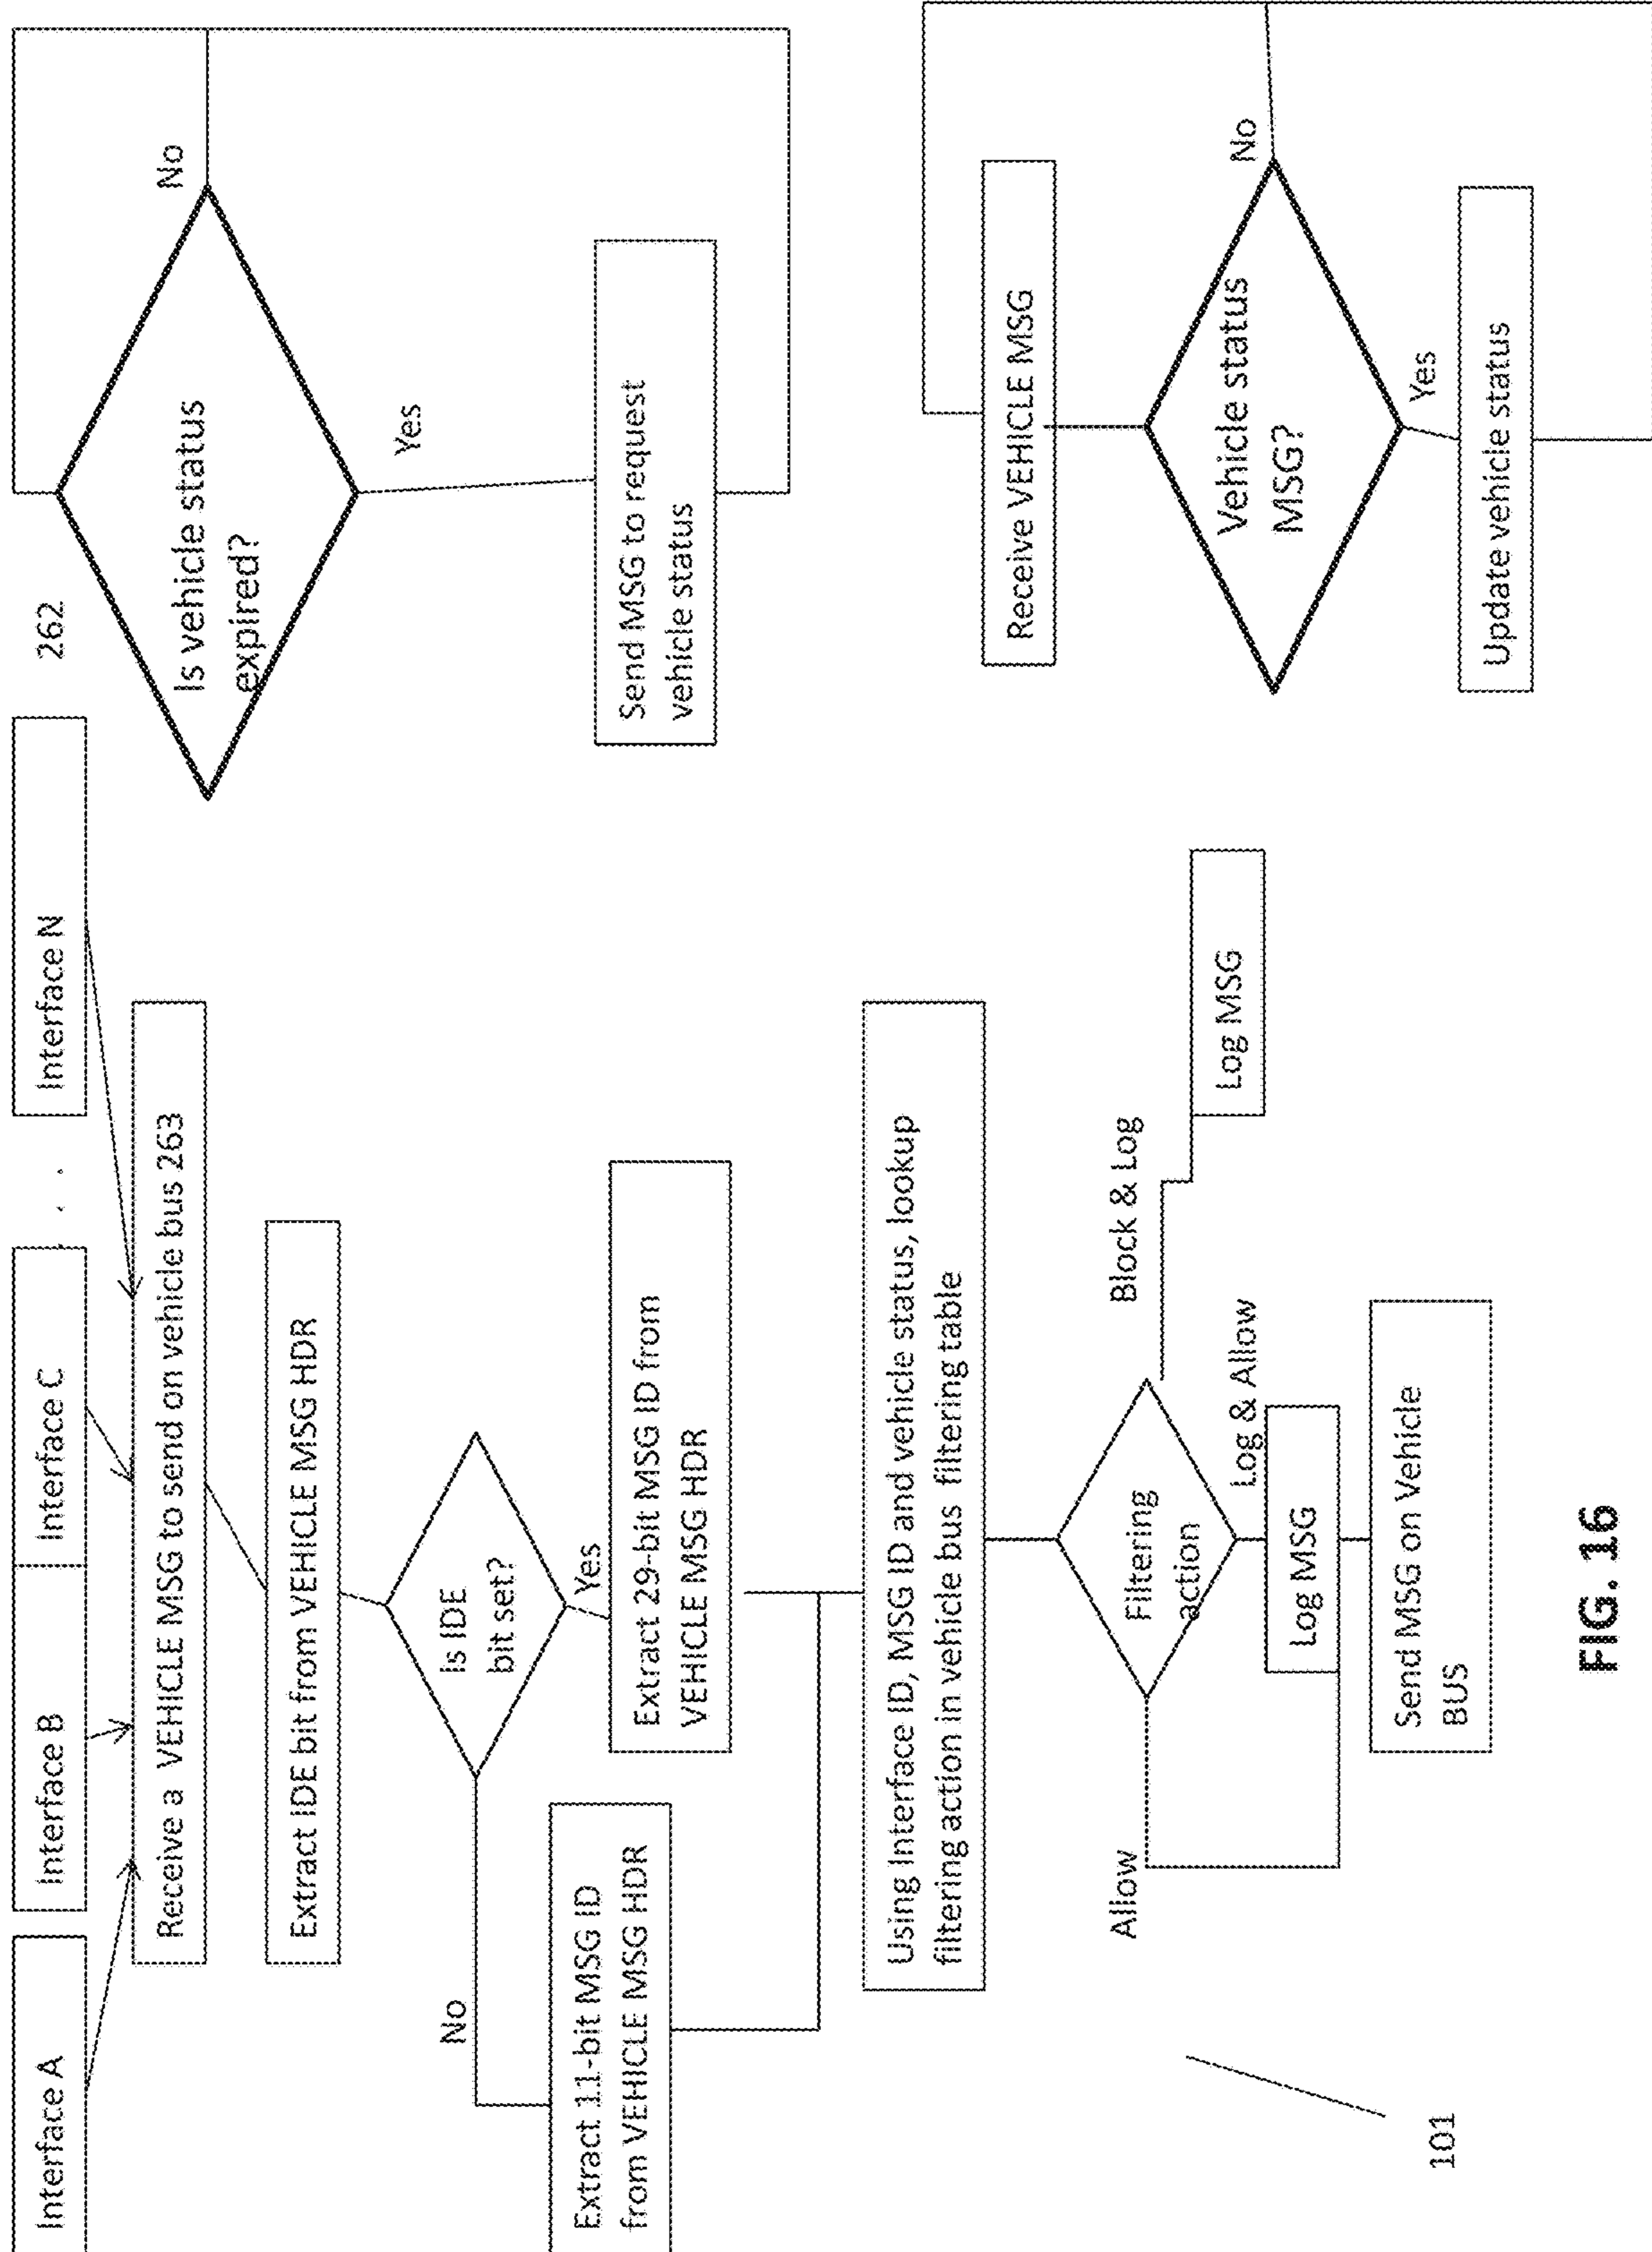 Interface A
Interface B
Interface C
. . .
Interface N
Receive a VEHICLE MSG to send on vehicle bus 263
Extract IDE bit from VEHICLE MSG HDR
Is IDE
bit set?
No
Yes
Extract 11-bit MSG ID
from VEHICLE MSG HDR
Extract 29-bit MSG ID from
VEHICLE MSG HDR
Using Interface ID, MSG ID and vehicle status, lookup
filtering action in vehicle bus filtering table
Filtering
action
Allow
Log & Allow
Block & Log
Log MSG
Log MSG
Send MSG on Vehicle
BUS
101
262
Is vehicle status
expired?
No
Yes
Send MSG to request
vehicle status
Receive VEHICLE MSG
Vehicle status
MSG?
No
Yes
Update vehicle status
FIG. 16